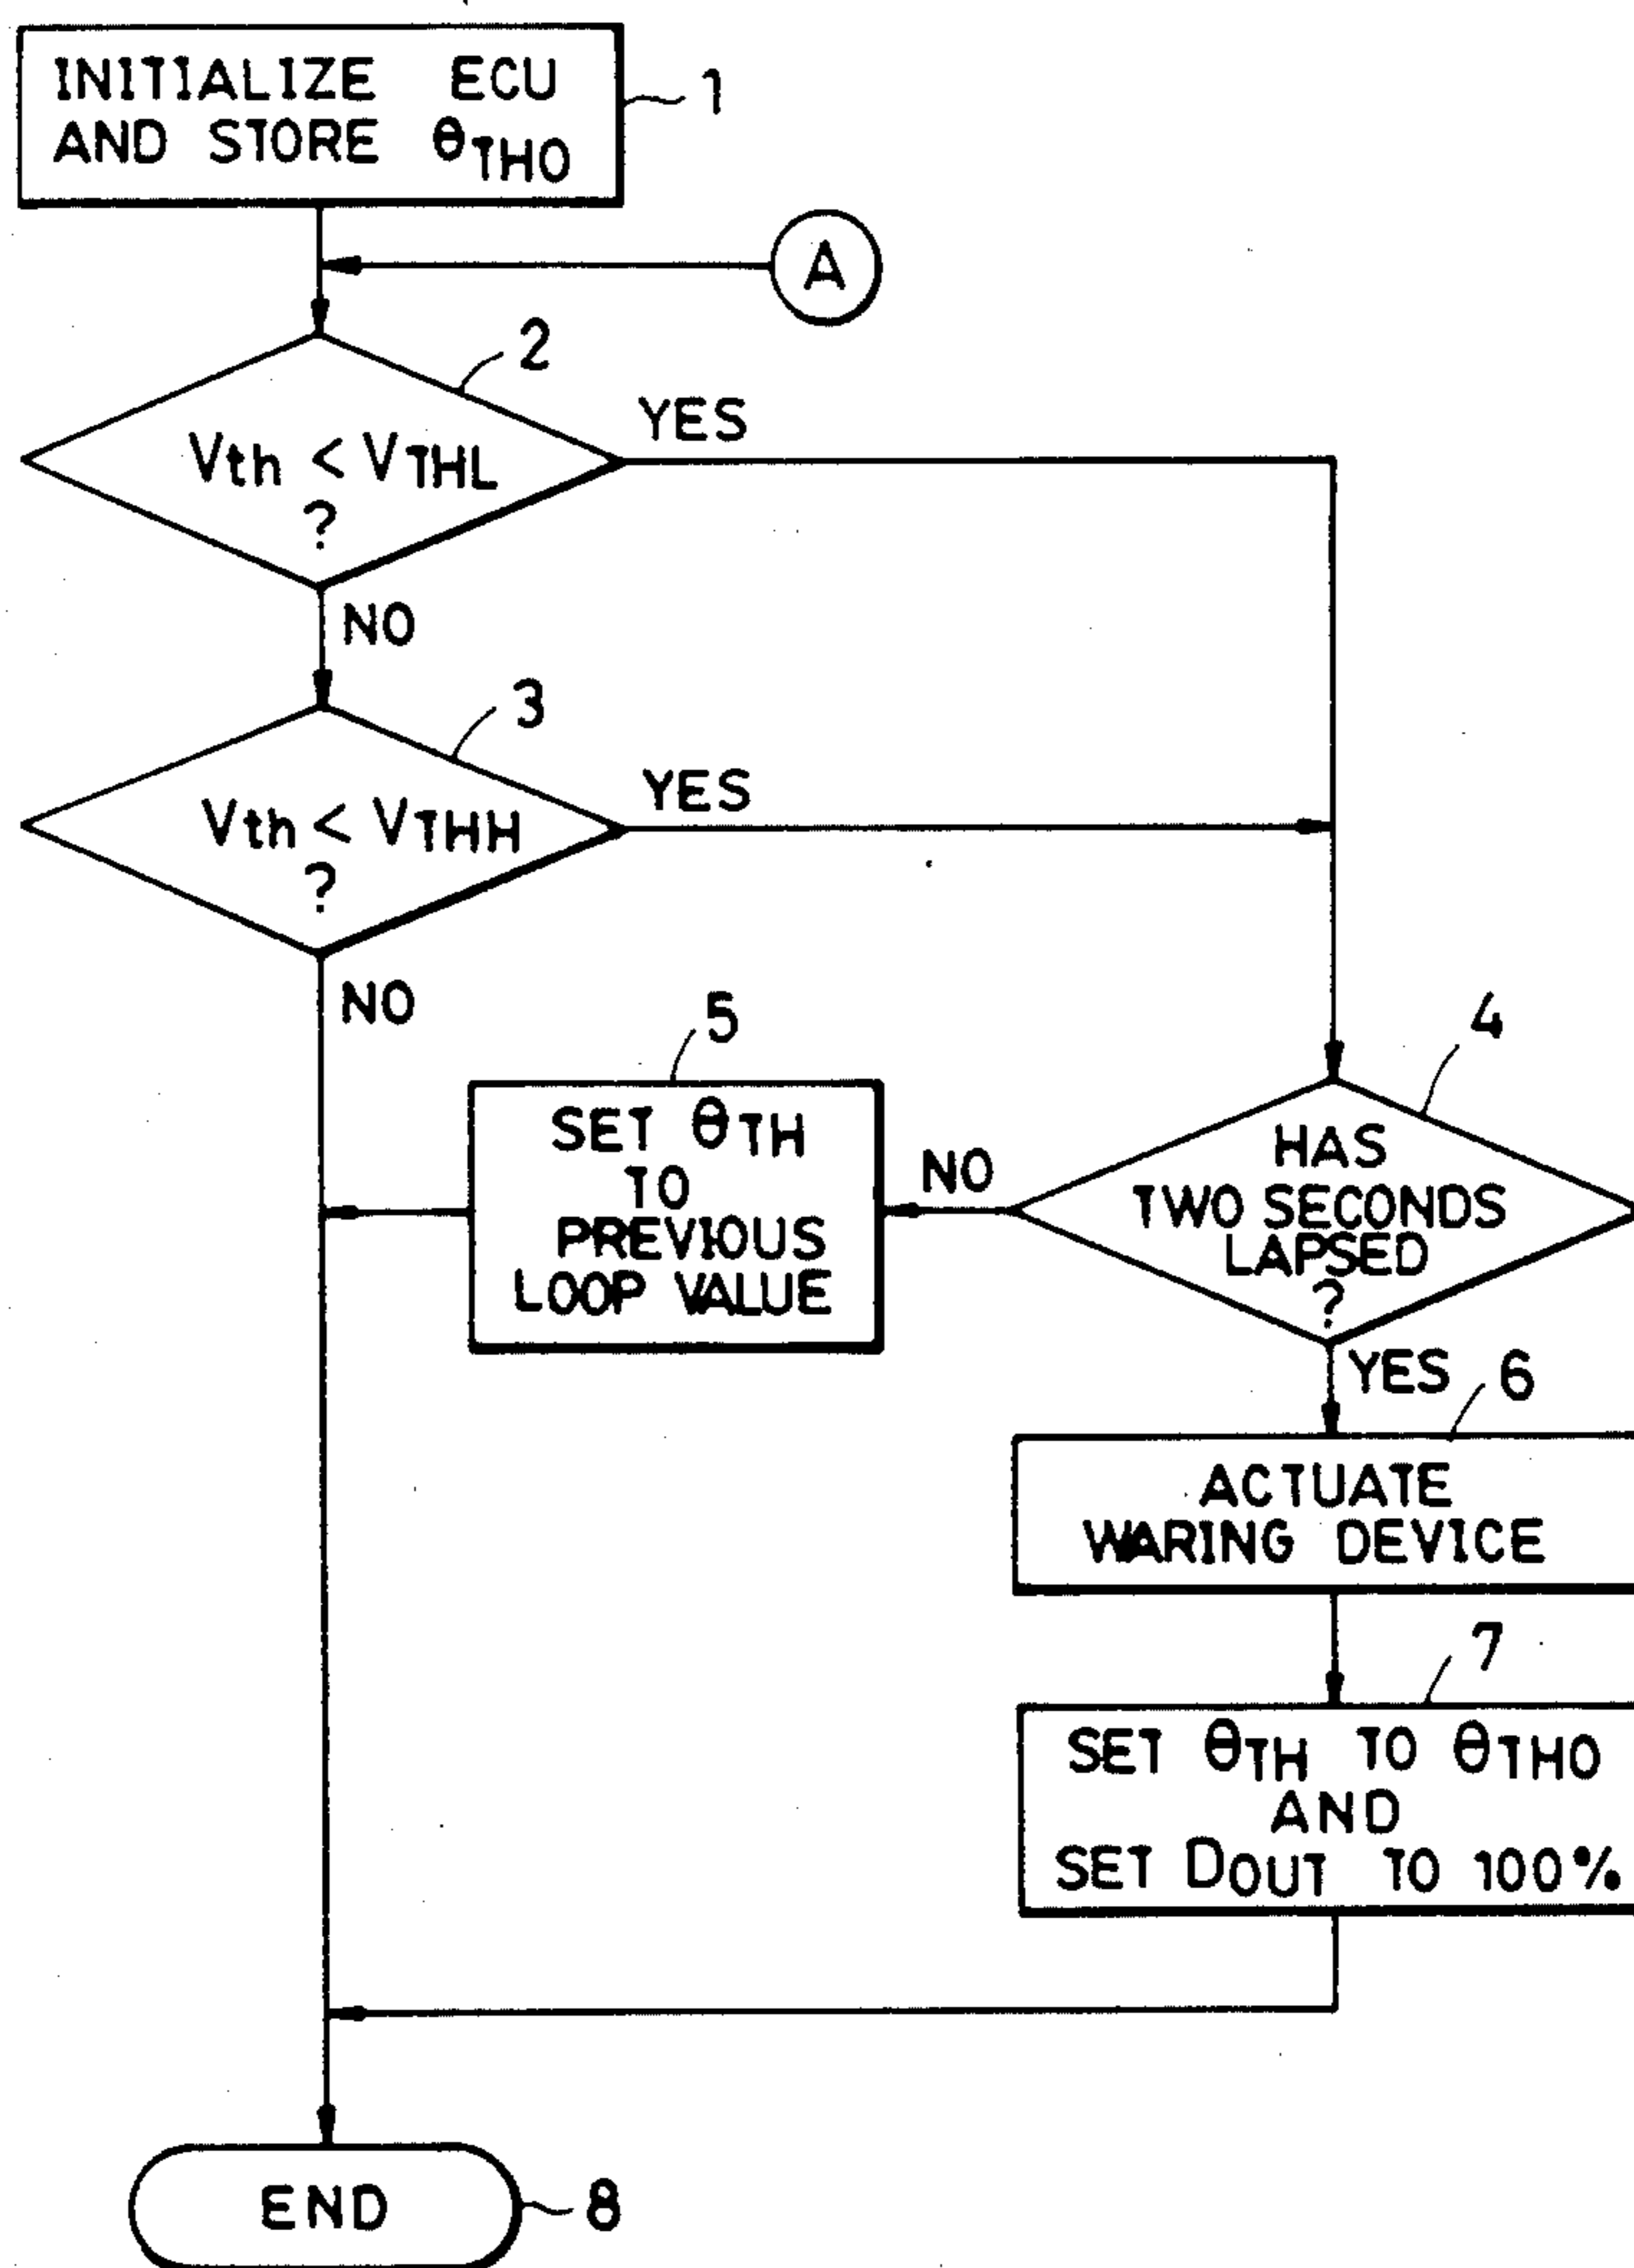 INITIALIZE ECU
AND STORE θTHO
1
A
2
Vth < VTHL
?
YES
NO
3
Vth < VTHH
?
YES
NO
4
HAS
TWO SECONDS
LAPSED
?
NO
YES
5
SET θTH
TO
PREVIOUS
LOOP VALUE
6
ACTUATE
WARING DEVICE
7
SET θTH TO θTHO
AND
SET DOUT TO 100%
END
8